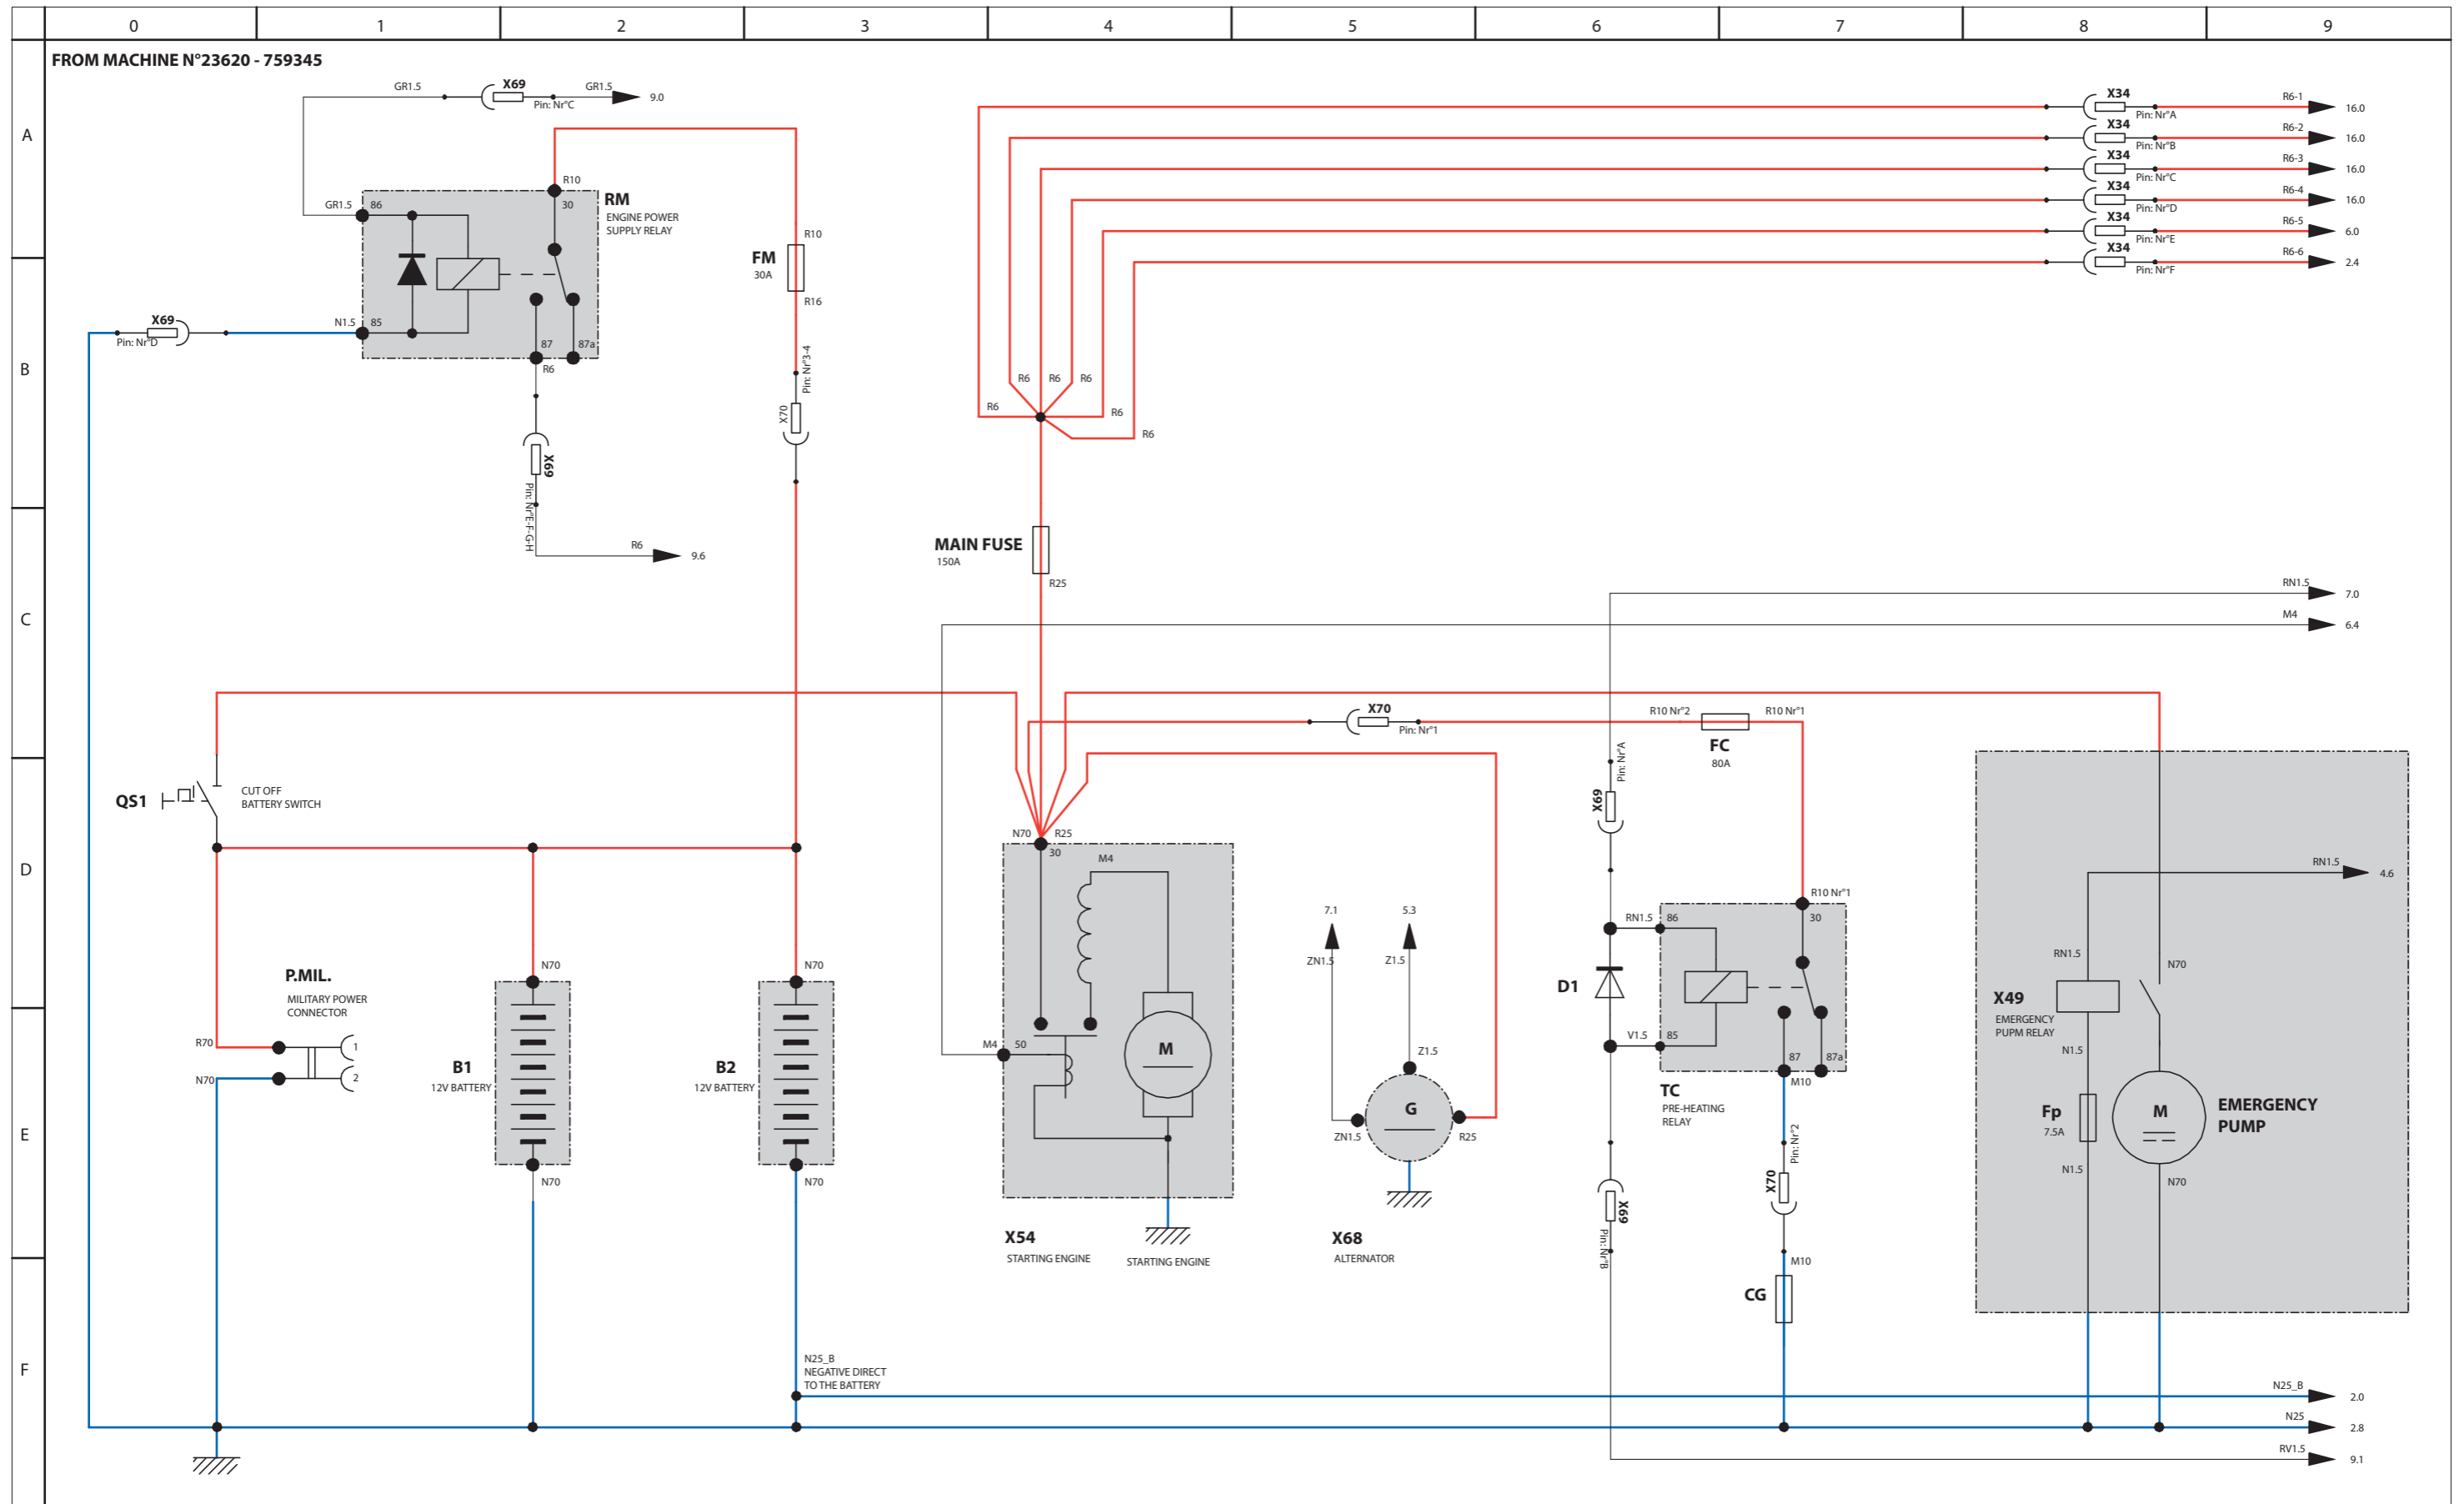 0 1 2 3 4 5 6 7 8 9
FROM MACHINE N°23620 - 759345
A
B
C
D
E
F
GR1.5
X69
Pin: Nr°C
GR1.5
9.0
R10
30
RM
ENGINE POWER
SUPPLY RELAY
GR1.5
86
N1.5
85
87
87a
R6
X69
Pin: Nr°D
X69
Pin: Nr°E-F-G-H
R6
9.6
R10
FM
30A
R16
Pin: Nr°3-4
X70
X34
Pin: Nr°A
R6-1
16.0
X34
Pin: Nr°B
R6-2
16.0
X34
Pin: Nr°C
R6-3
16.0
X34
Pin: Nr°D
R6-4
16.0
X34
Pin: Nr°E
R6-5
6.0
X34
Pin: Nr°F
R6-6
2.4
R6
R6
R6
R6
R6
R6
MAIN FUSE
150A
R25
RN1.5
7.0
M4
6.4
X70
Pin: Nr°1
R10 Nr°2
R10 Nr°1
FC
80A
QS1
CUT OFF
BATTERY SWITCH
P.MIL.
MILITARY POWER
CONNECTOR
R70
1
N70
2
N70
B1
12V BATTERY
N70
N70
B2
12V BATTERY
N70
N70
R25
30
M4
M4
50
M
X54
STARTING ENGINE
STARTING ENGINE
7.1
5.3
ZN1.5
Z1.5
Z1.5
G
ZN1.5
R25
X68
ALTERNATOR
Pin: Nr°A
X69
RN1.5
86
R10 Nr°1
30
D1
V1.5
85
87
87a
M10
TC
PRE-HEATING
RELAY
Pin: Nr°2
X70
X69
Pin: Nr°B
M10
CG
RN1.5
4.6
RN1.5
N70
X49
EMERGENCY
PUPM RELAY
N1.5
Fp
7.5A
N1.5
M
EMERGENCY
PUMP
N70
N25_B
NEGATIVE DIRECT
TO THE BATTERY
N25_B
2.0
N25
2.8
RV1.5
9.1